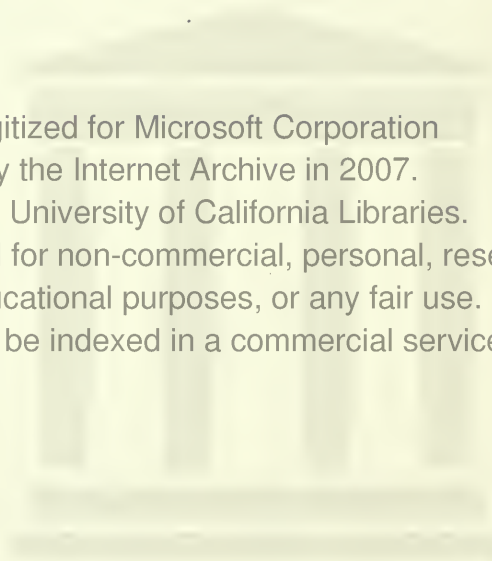 gitized for Microsoft Corporation
y the Internet Archive in 2007.
University of California Libraries.
for non-commercial, personal, rese
ucational purposes, or any fair use.
be indexed in a commercial service